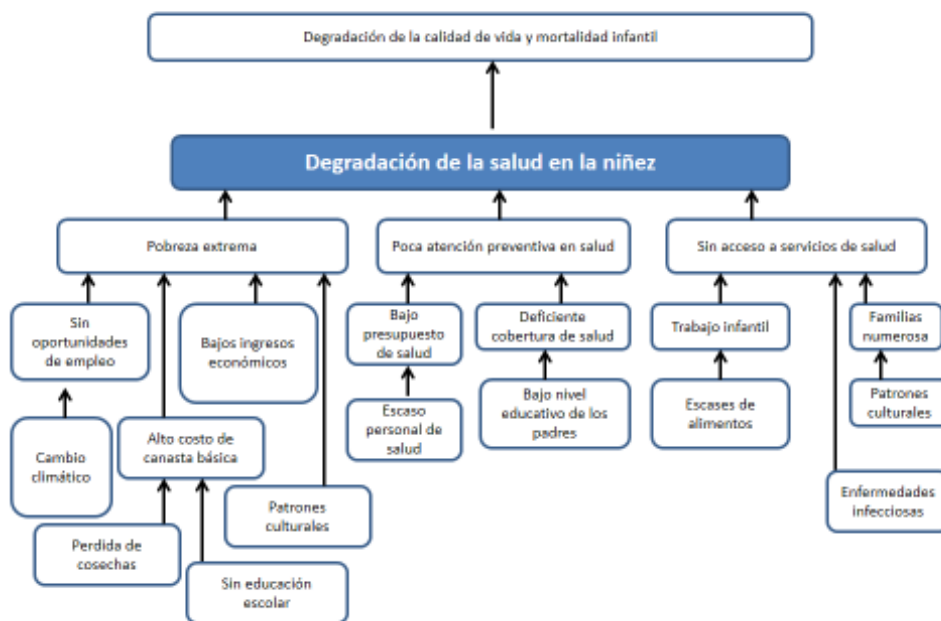 Degradación de la calidad de vida y mortalidad infantil
Degradación de la salud en la niñez
Pobreza extrema
Poca atención preventiva en salud
Sin acceso a servicios de salud
Sin
oportunidades
de empleo
Bajos ingresos
económicos
Bajo
presupuesto
de salud
Deficiente
cobertura de salud
Trabajo infantil
Familias
numerosa
Cambio
climático
Alto costo de
canasta básica
Escaso
personal de
salud
Bajo nivel
educativo de los
padres
Escases de
alimentos
Patrones
culturales
Perdida de
cosechas
Patrones
culturales
Enfermedades
infecciosas
Sin educación
escolar